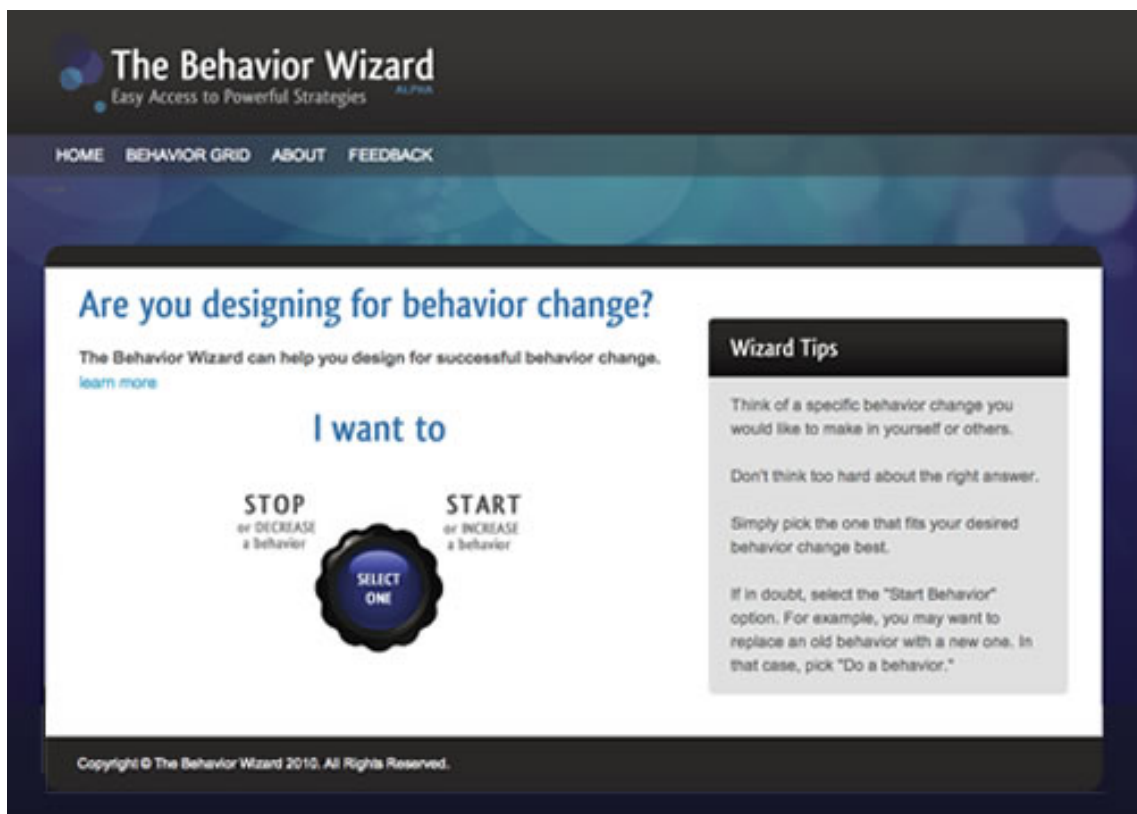 The Behavior Wizard
ALPHA
Easy Access to Powerful Strategies
HOME BEHAVIOR GRID ABOUT FEEDBACK
Are you designing for behavior change?
The Behavior Wizard can help you design for successful behavior change.
learn more
I want to
STOP
or DECREASE
a behavior
START
or INCREASE
a behavior
SELECT
ONE
Wizard Tips
Think of a specific behavior change you
would like to make in yourself or others.
Don't think too hard about the right answer.
Simply pick the one that fits your desired
behavior change best.
If in doubt, select the "Start Behavior"
option. For example, you may want to
replace an old behavior with a new one. In
that case, pick "Do a behavior."
Copyright © The Behavior Wizard 2010. All Rights Reserved.